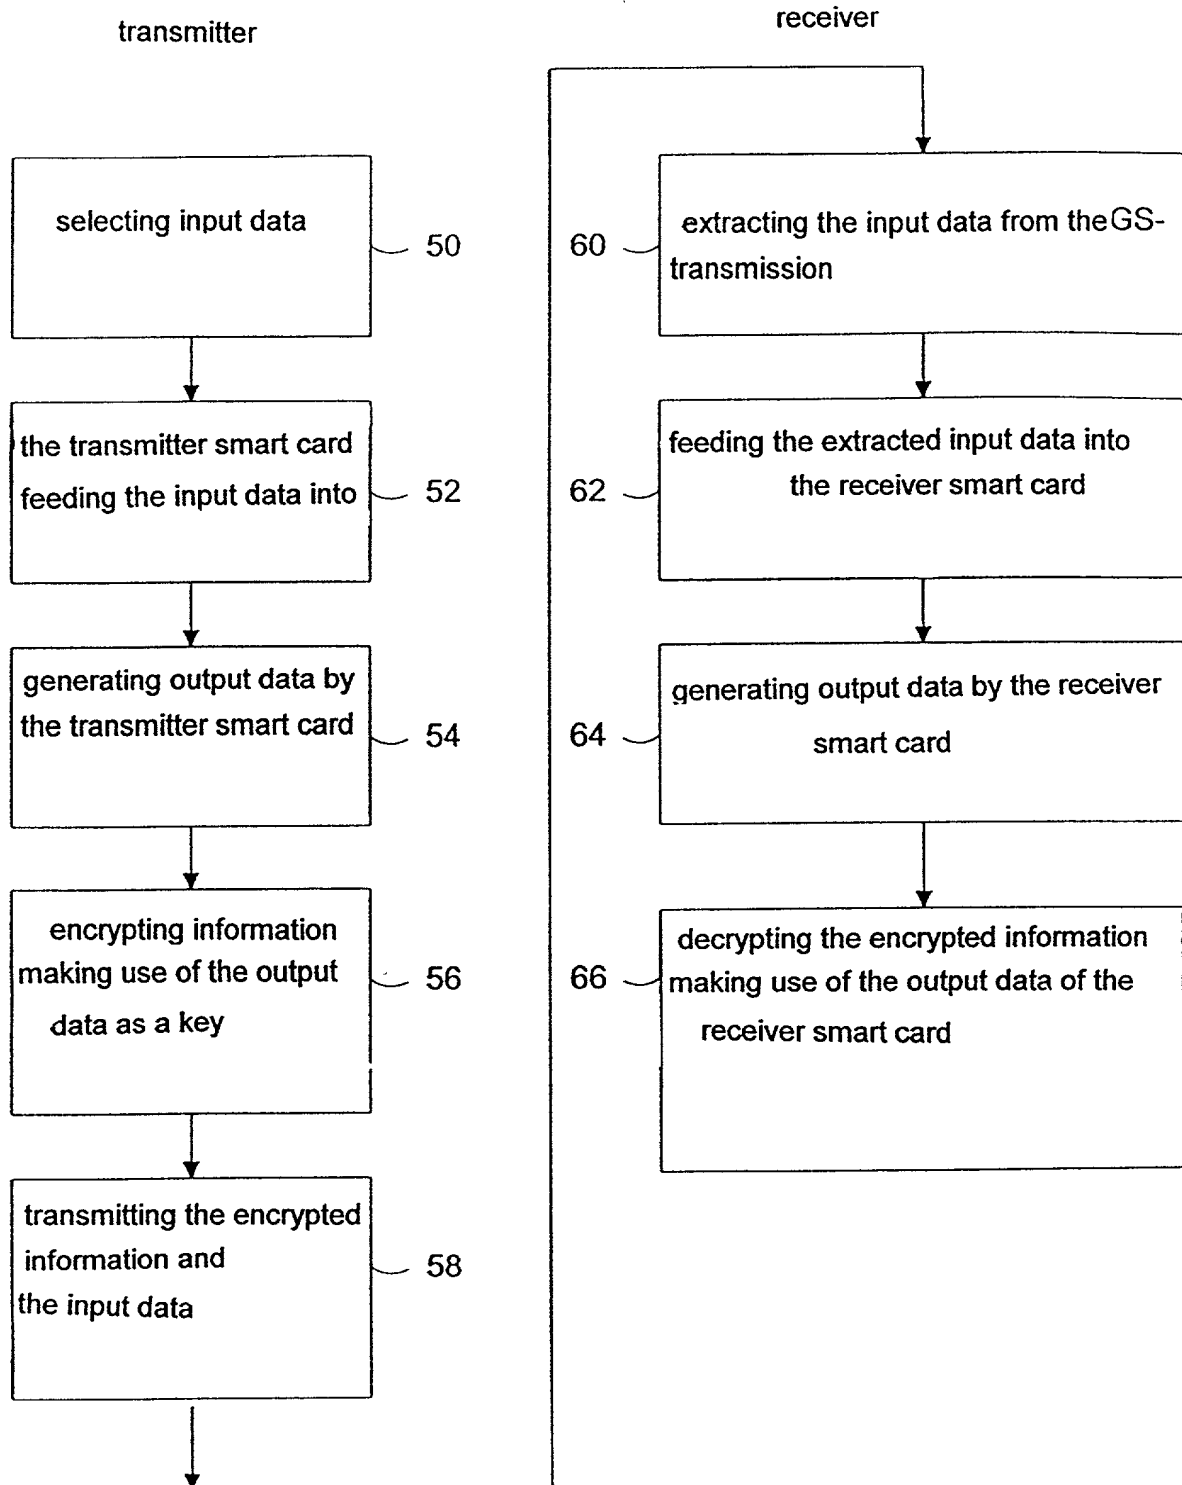 transmitter
selecting input data
50
the transmitter smart card
feeding the input data into
52
generating output data by
the transmitter smart card
54
encrypting information
making use of the output
data as a key
56
transmitting the encrypted
information and
the input data
58
receiver
extracting the input data from the GS-
transmission
60
feeding the extracted input data into
the receiver smart card
62
generating output data by the receiver
smart card
64
decrypting the encrypted information
making use of the output data of the
receiver smart card
66